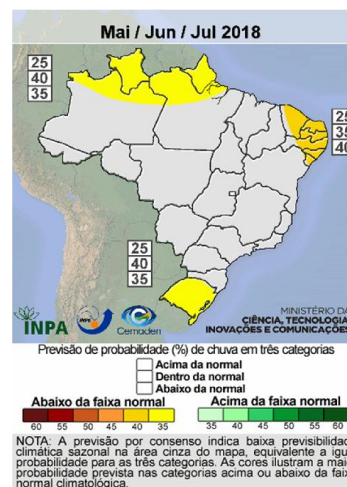 Mai / Jun / Jul 2018
25
40
35
25
35
40
25
40
35
INPA
INPE
Cemaden
MINISTÉRIO DA
CIÊNCIA, TECNOLOGIA,
INOVAÇÕES E COMUNICAÇÕES
Previsão de probabilidade (%) de chuva em três categorias
Acima da normal
Dentro da normal
Abaixo da normal
Abaixo da faixa normal
Acima da faixa normal
60 55 50 45 40 35
35 40 45 50 55 60
NOTA: A previsão por consenso indica baixa previsibilidad
climática sazonal na área cinza do mapa, equivalente a igu
probabilidade para as três categorias. As cores ilustram a mai
probabilidade prevista nas categorias acima ou abaixo da faix
normal climatológica.